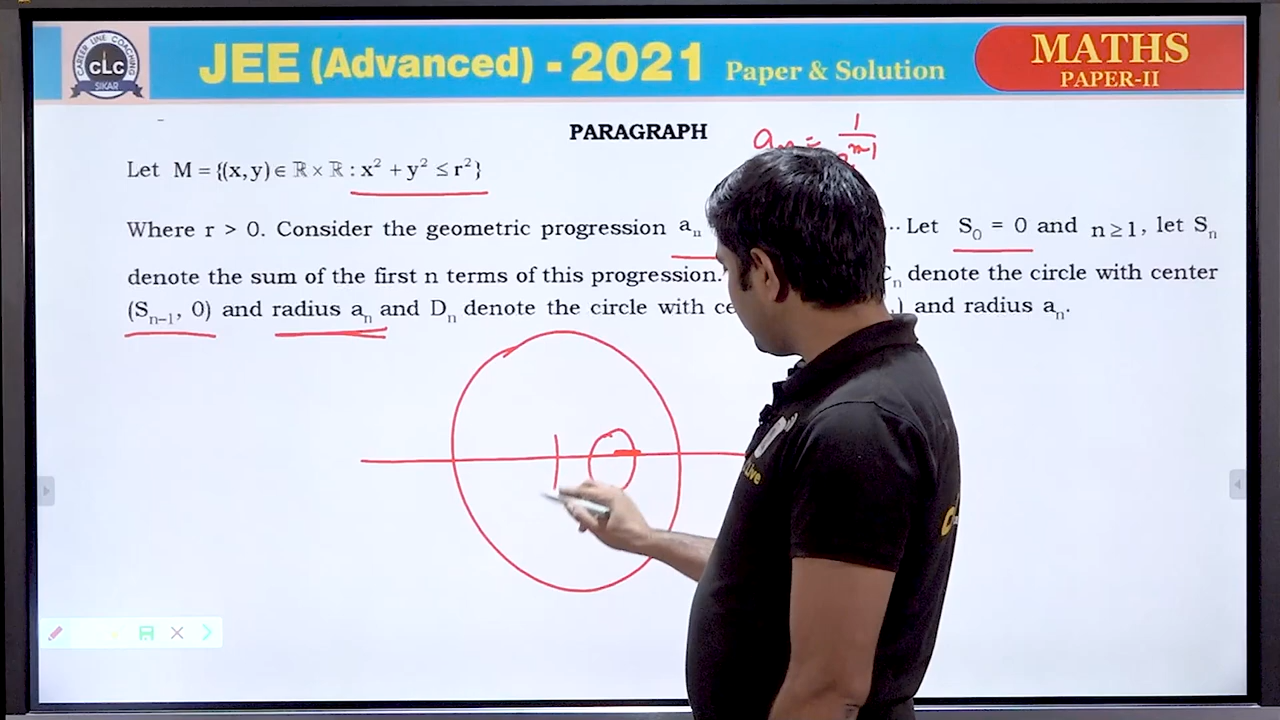 CAREER LINE COACHING
CLC
SIKAR
JEE (Advanced) - 2021 Paper & Solution
MATHS
PAPER-II
PARAGRAPH
Let M = {(x, y) ∈ ℝ × ℝ : x² + y² ≤ r²}
Where r > 0. Consider the geometric progression aₙ .. Let S₀ = 0 and n ≥ 1, let Sₙ
denote the sum of the first n terms of this progression. Cₙ denote the circle with center
(Sₙ₋₁, 0) and radius aₙ and Dₙ denote the circle with ) and radius aₙ.